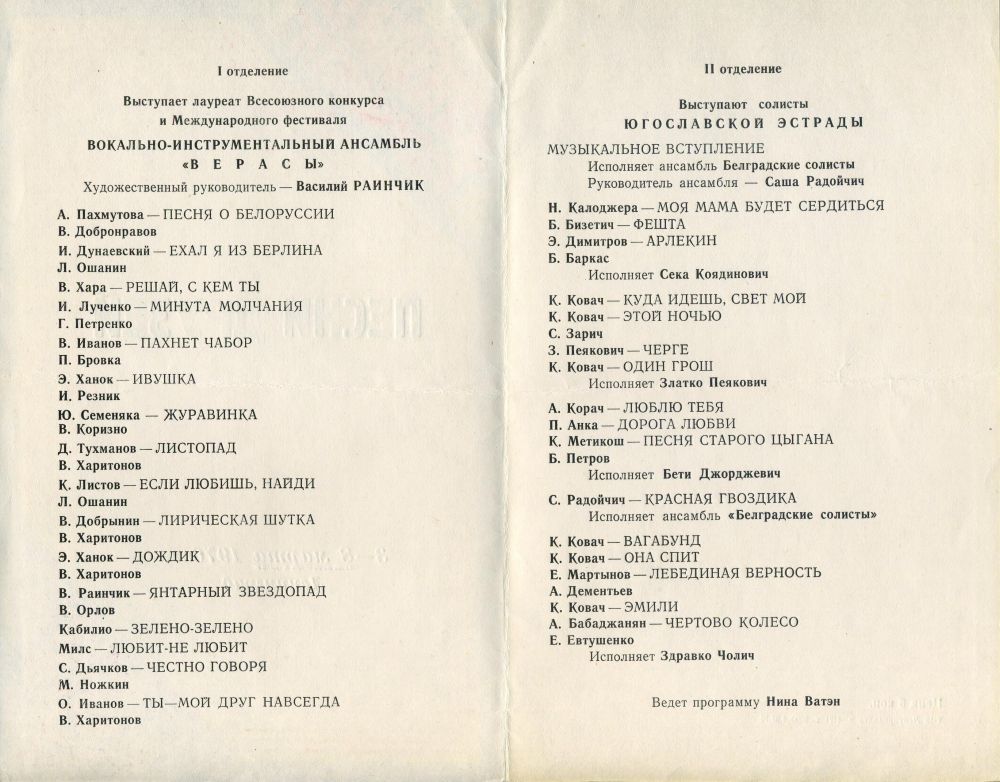 I отделение
Выступает лауреат Всесоюзного конкурса
и Международного фестиваля
ВОКАЛЬНО-ИНСТРУМЕНТАЛЬНЫЙ АНСАМБЛЬ
«В Е Р А С Ы»
Художественный руководитель — Василий РАИНЧИК
А. Пахмутова — ПЕСНЯ О БЕЛОРУССИИ
В. Добронравов
И. Дунаевский — ЕХАЛ Я ИЗ БЕРЛИНА
Л. Ошанин
В. Хара — РЕШАЙ, С КЕМ ТЫ
И. Лученко — МИНУТА МОЛЧАНИЯ
Г. Петренко
В. Иванов — ПАХНЕТ ЧАБОР
П. Бровка
Э. Ханок — ИВУШКА
И. Резник
Ю. Семеняка — ЖУРАВИНКА
В. Коризно
Д. Тухманов — ЛИСТОПАД
В. Харитонов
К. Листов — ЕСЛИ ЛЮБИШЬ, НАЙДИ
Л. Ошанин
В. Добрынин — ЛИРИЧЕСКАЯ ШУТКА
В. Харитонов
Э. Ханок — ДОЖДИК
В. Харитонов
В. Раинчик — ЯНТАРНЫЙ ЗВЕЗДОПАД
В. Орлов
Кабилио — ЗЕЛЕНО-ЗЕЛЕНО
Милс — ЛЮБИТ-НЕ ЛЮБИТ
С. Дьячков — ЧЕСТНО ГОВОРЯ
М. Ножкин
О. Иванов — ТЫ—МОЙ ДРУГ НАВСЕГДА
В. Харитонов
II отделение
Выступают солисты
ЮГОСЛАВСКОЙ ЭСТРАДЫ
МУЗЫКАЛЬНОЕ ВСТУПЛЕНИЕ
Исполняет ансамбль Белградские солисты
Руководитель ансамбля — Саша Радойчич
Н. Калоджера — МОЯ МАМА БУДЕТ СЕРДИТЬСЯ
Б. Бизетич — ФЕШТА
Э. Димитров — АРЛЕКИН
Б. Баркас
Исполняет Сека Коядинович
К. Ковач — КУДА ИДЕШЬ, СВЕТ МОЙ
К. Ковач — ЭТОЙ НОЧЬЮ
С. Зарич
З. Пеякович — ЧЕРГЕ
К. Ковач — ОДИН ГРОШ
Исполняет Златко Пеякович
А. Корач — ЛЮБЛЮ ТЕБЯ
П. Анка — ДОРОГА ЛЮБВИ
К. Метикош — ПЕСНЯ СТАРОГО ЦЫГАНА
Б. Петров
Исполняет Бети Джорджевич
С. Радойчич — КРАСНАЯ ГВОЗДИКА
Исполняет ансамбль «Белградские солисты»
К. Ковач — ВАГАБУНД
К. Ковач — ОНА СПИТ
Е. Мартынов — ЛЕБЕДИНАЯ ВЕРНОСТЬ
А. Дементьев
К. Ковач — ЭМИЛИ
А. Бабаджанян — ЧЕРТОВО КОЛЕСО
Е. Евтушенко
Исполняет Здравко Чолич
Ведет программу Нина Ватэн